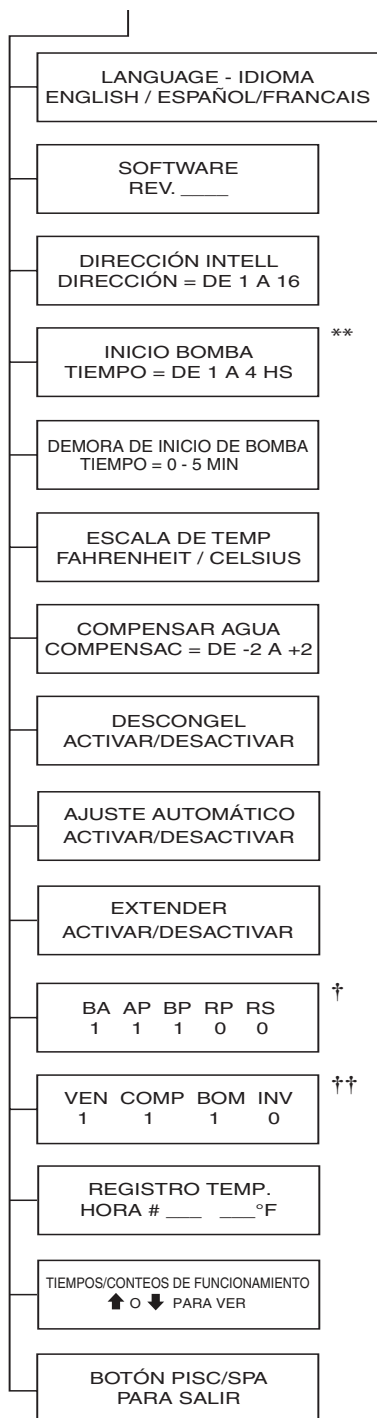 LANGUAGE - IDIOMA
ENGLISH / ESPAÑOL/FRANCAIS
SOFTWARE
REV. ____
DIRECCIÓN INTELL
DIRECCIÓN = DE 1 A 16
**
INICIO BOMBA
TIEMPO = DE 1 A 4 HS
DEMORA DE INICIO DE BOMBA
TIEMPO = 0 - 5 MIN
ESCALA DE TEMP
FAHRENHEIT / CELSIUS
COMPENSAR AGUA
COMPENSAC = DE -2 A +2
DESCONGEL
ACTIVAR/DESACTIVAR
AJUSTE AUTOMÁTICO
ACTIVAR/DESACTIVAR
EXTENDER
ACTIVAR/DESACTIVAR
†
BA AP BP RP RS
1 1 1 0 0
††
VEN COMP BOM INV
1 1 1 0
REGISTRO TEMP.
HORA # ___ ___°F
TIEMPOS/CONTEOS DE FUNCIONAMIENTO
⬆ O ⬇ PARA VER
BOTÓN PISC/SPA
PARA SALIR